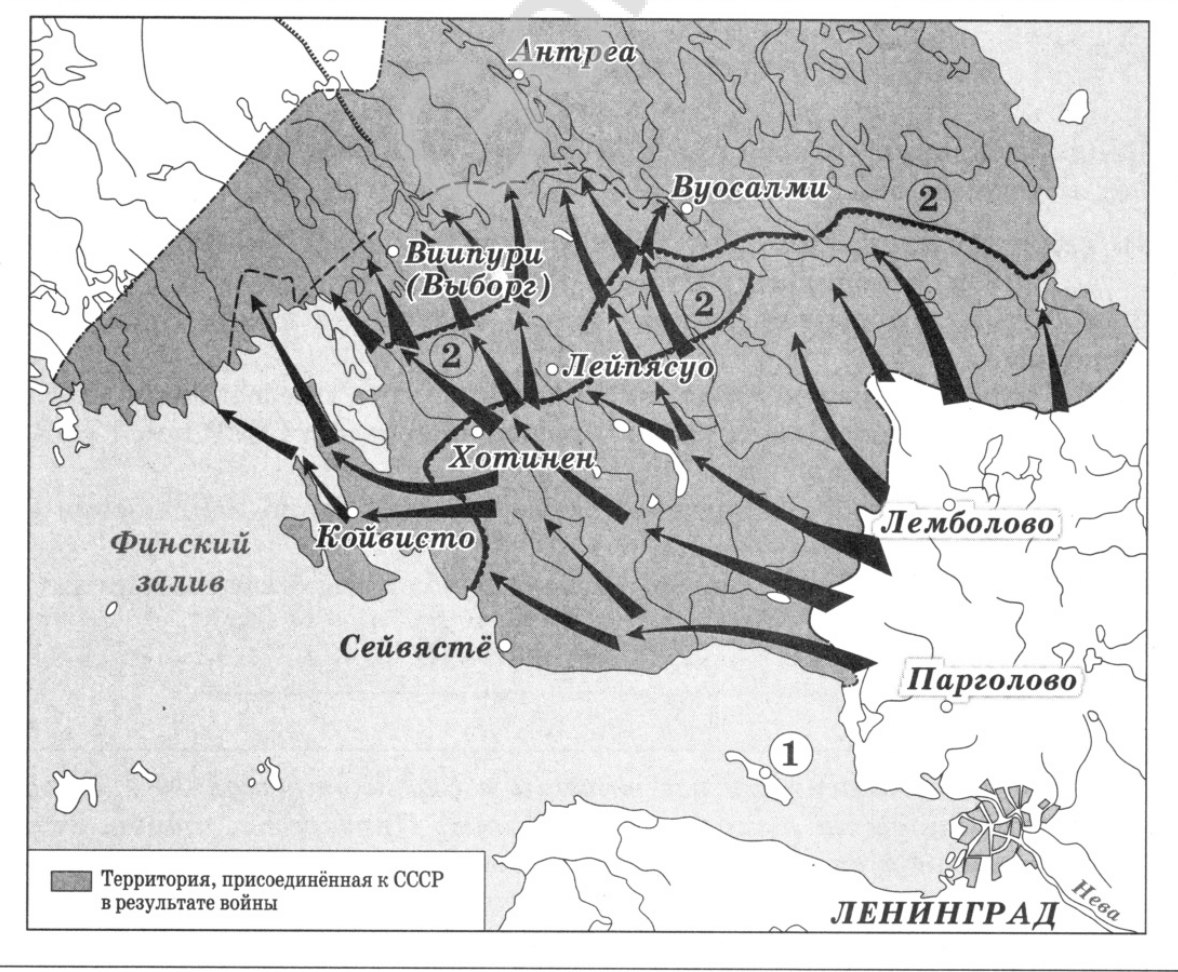 Антреа
Вуосалми
2
Виипури
(Выборг)
2
2
Лейпясуо
Хотинен
Лемболово
Койвисто
Финский
залив
Сейвястё
Парголово
1
Территория, присоединённая к СССР
в результате войны
Нева
ЛЕНИНГРАД